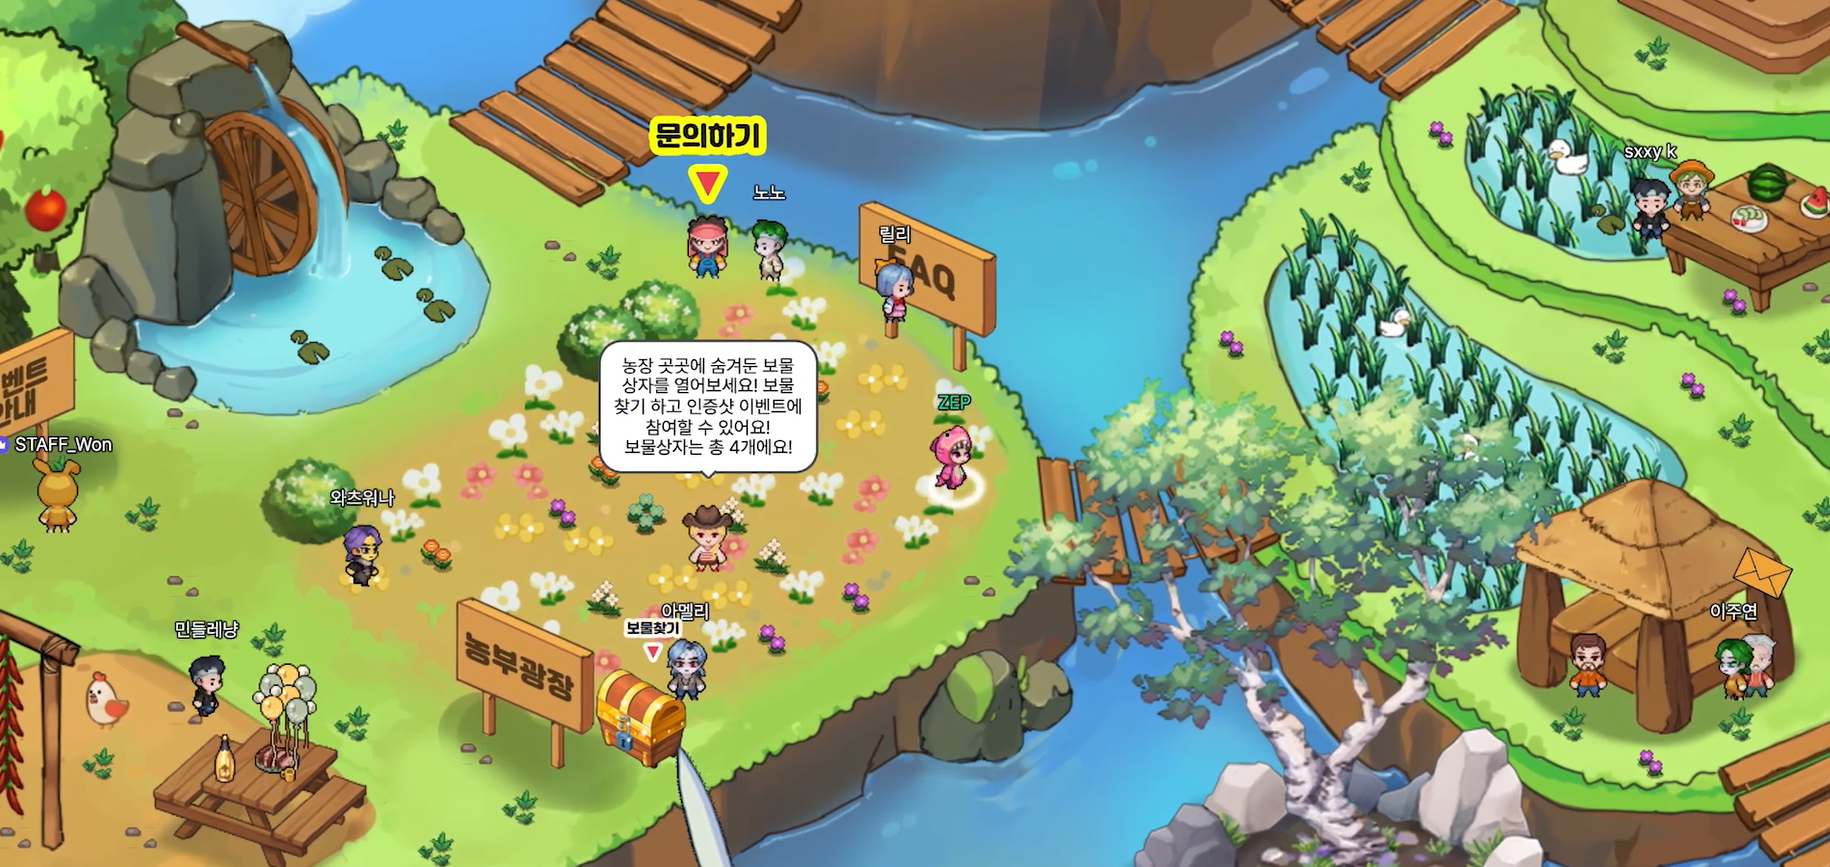 문의하기
노노
sxxy k
릴리
FAQ
벤트
안내
STAFF_Won
농장 곳곳에 숨겨둔 보물
상자를 열어보세요! 보물
찾기 하고 인증샷 이벤트에
참여할 수 있어요!
보물상자는 총 4개에요!
ZEP
와츠워나
아멜리
보물찾기
민들레냥
농부광장
이주연